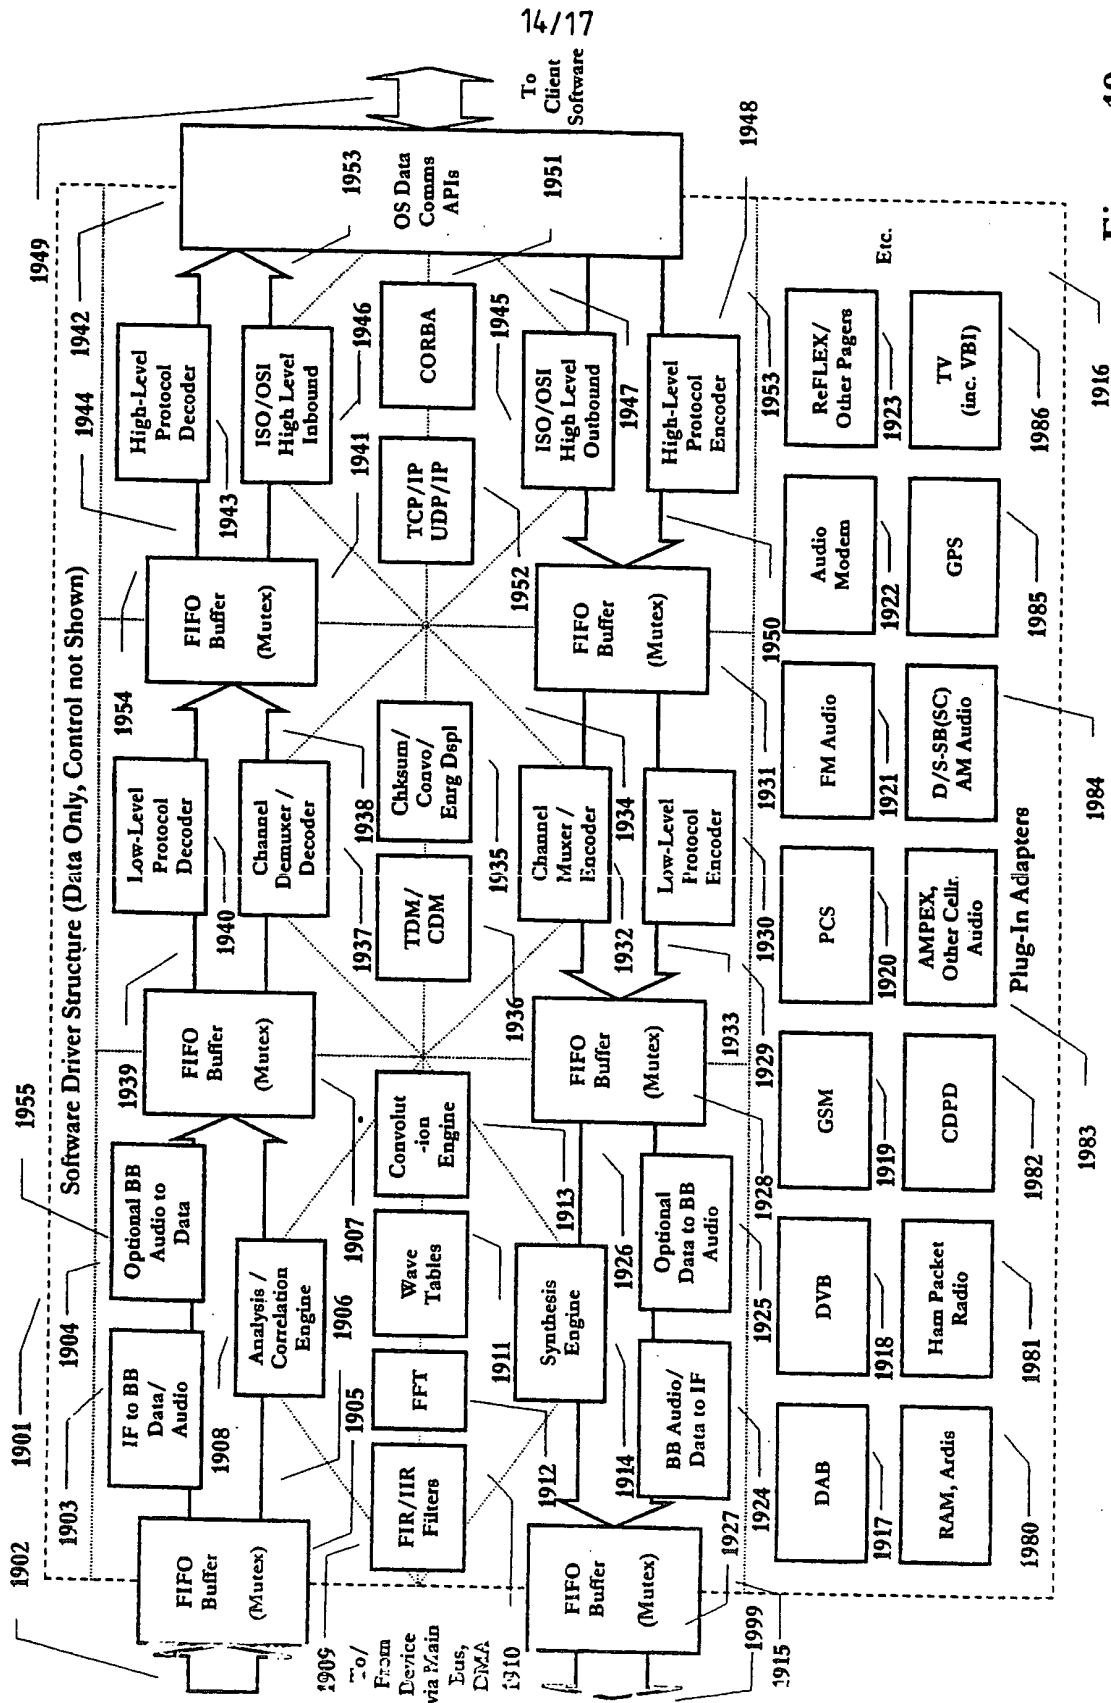 14/17
Software Driver Structure (Data Only, Control not Shown)
1902
1903
1901
1904
1955
1939
1954
1944
1942
1949
FIFO
Buffer
(Mutex)
IF to BB
Data/
Audio
Optional BB
Audio to
Data
FIFO
Buffer
(Mutex)
Low-Level
Protocol
Decoder
FIFO
Buffer
(Mutex)
High-Level
Protocol
Decoder
1908
Analysis /
Correlation
Engine
1940
Channel
Demuxer /
Decoder
1943
ISO/OSI
High Level
Inbound
OS Data
Comms
APIs
To
Client
Software
1909
1905
1906
1907
1937
1938
1941
1946
1953
To/
From
Device
via Main
Bus,
DMA
FIR/IIR
Filters
FFT
Wave
Tables
Convolut
-ion
Engine
TDM/
CDM
Chksum/
Convo/
Enrg Dspl
TCP/IP
UDP/IP
CORBA
1910
1912
1911
1913
1936
1935
1952
1945
1951
FIFO
Buffer
(Mutex)
Synthesis
Engine
FIFO
Buffer
(Mutex)
Channel
Muxer /
Encoder
FIFO
Buffer
(Mutex)
ISO/OSI
High Level
Outbound
1914
1926
1932
1934
1947
BB Audio/
Data to IF
Optional
Data to BB
Audio
Low-Level
Protocol
Encoder
High-Level
Protocol
Encoder
1999
1915
1927
1924
1925
1928
1933
1929
1930
1931
1950
1953
1948
DAB
DVB
GSM
PCS
FM Audio
Audio
Modem
ReFLEX/
Other Pagers
Etc.
1917
1918
1919
1920
1921
1922
1923
RAM, Ardis
Ham Packet
Radio
CDPD
AMPEX,
Other Cellr.
Audio
D/S-SB(SC)
AM Audio
GPS
TV
(inc. VBI)
Plug-In Adapters
1980
1981
1982
1983
1984
1985
1986
1916